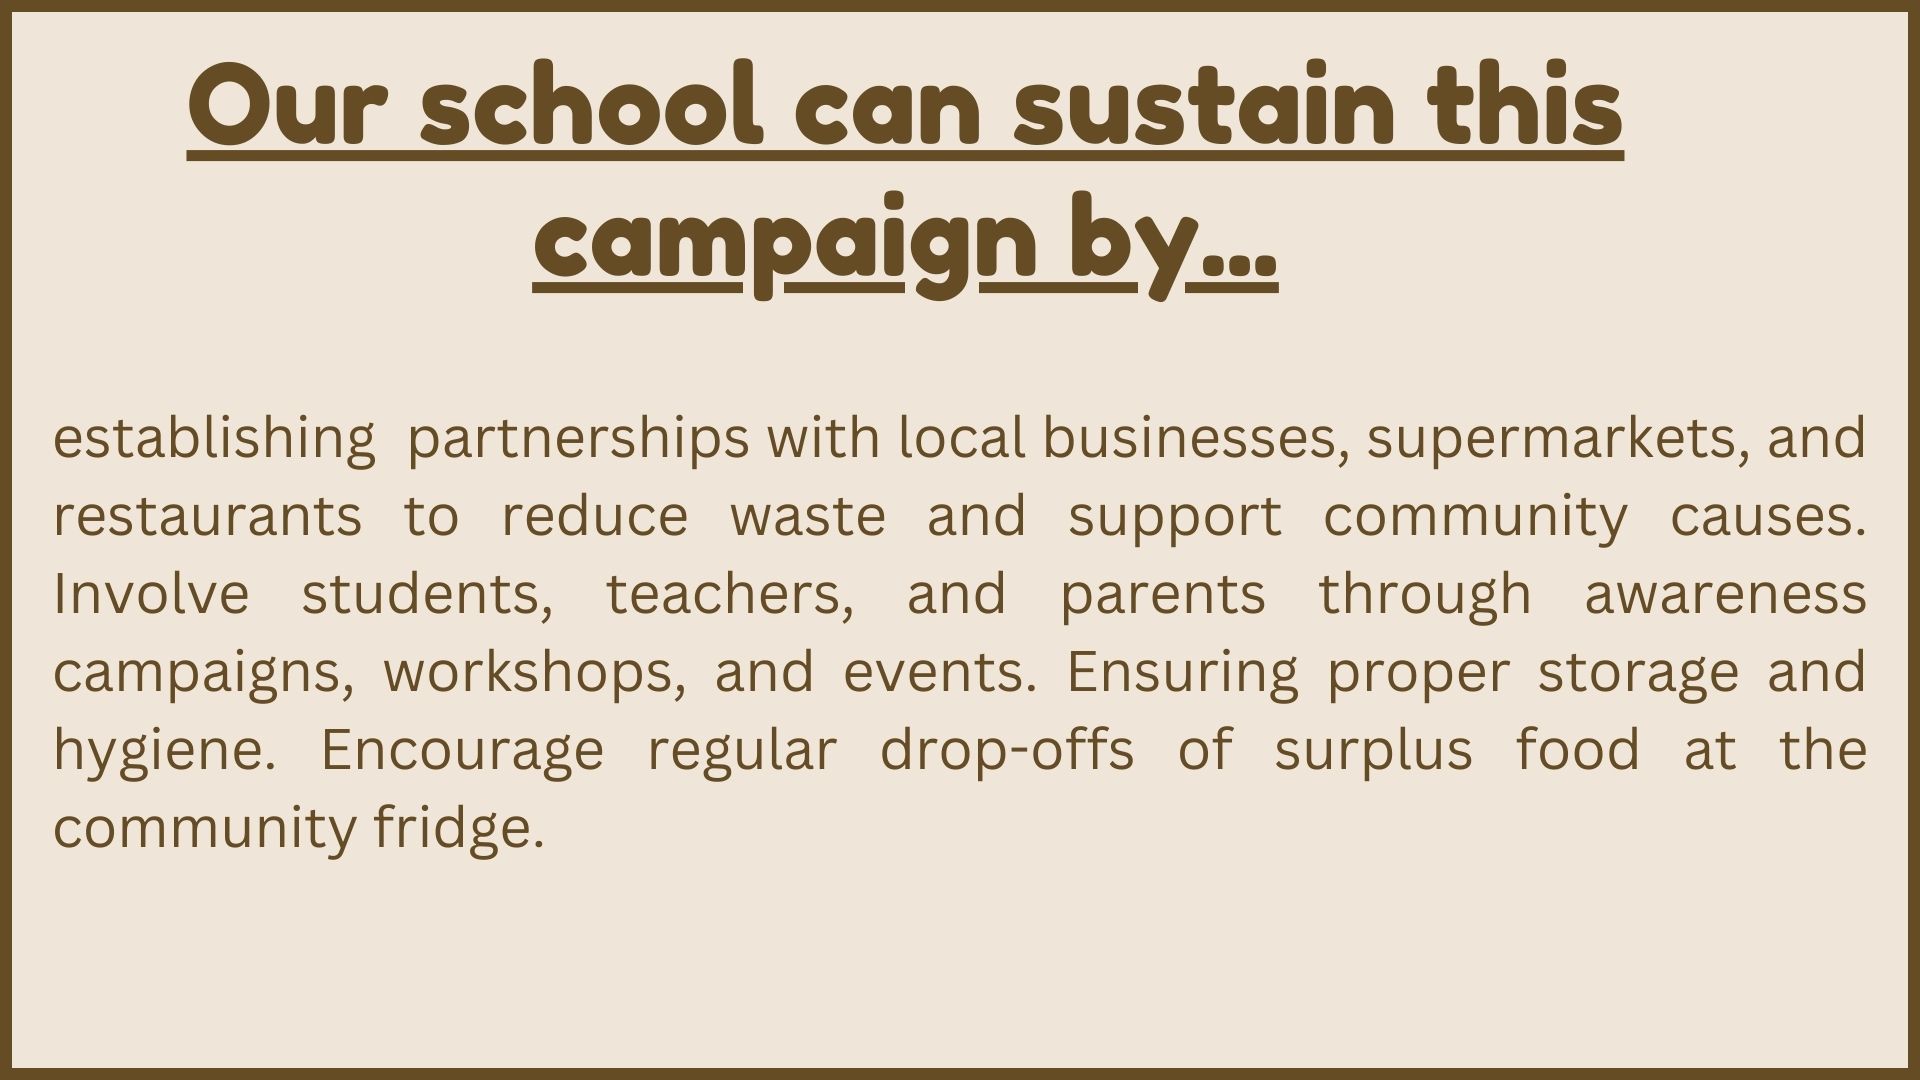 Our school can sustain this
campaign by...
establishing  partnerships with local businesses, supermarkets, and
restaurants to reduce waste and support community causes.
Involve students, teachers, and parents through awareness
campaigns, workshops, and events. Ensuring proper storage and
hygiene. Encourage regular drop-offs of surplus food at the
community fridge.